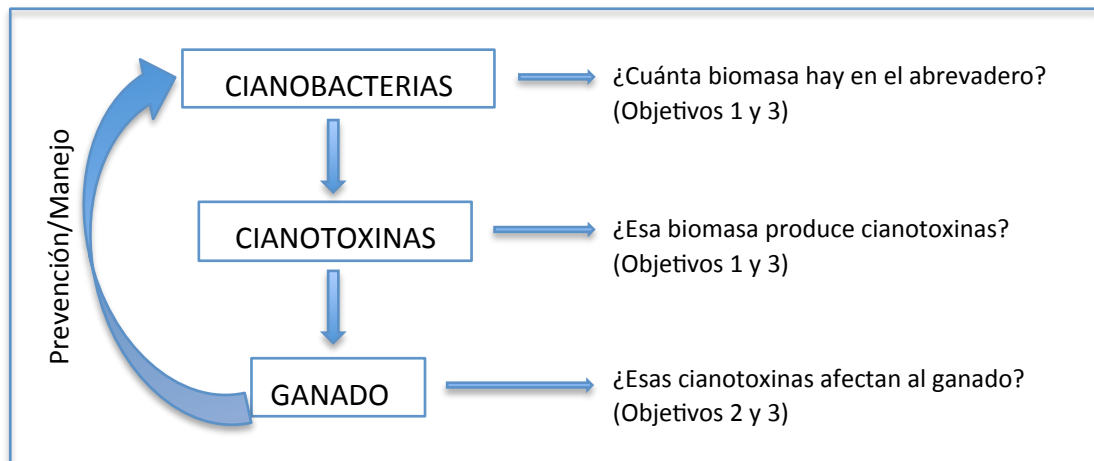 CIANOBACTERIAS
¿Cuánta biomasa hay en el abrevadero?
(Objetivos 1 y 3)
Prevención/Manejo
CIANOTOXINAS
¿Esa biomasa produce cianotoxinas?
(Objetivos 1 y 3)
GANADO
¿Esas cianotoxinas afectan al ganado?
(Objetivos 2 y 3)